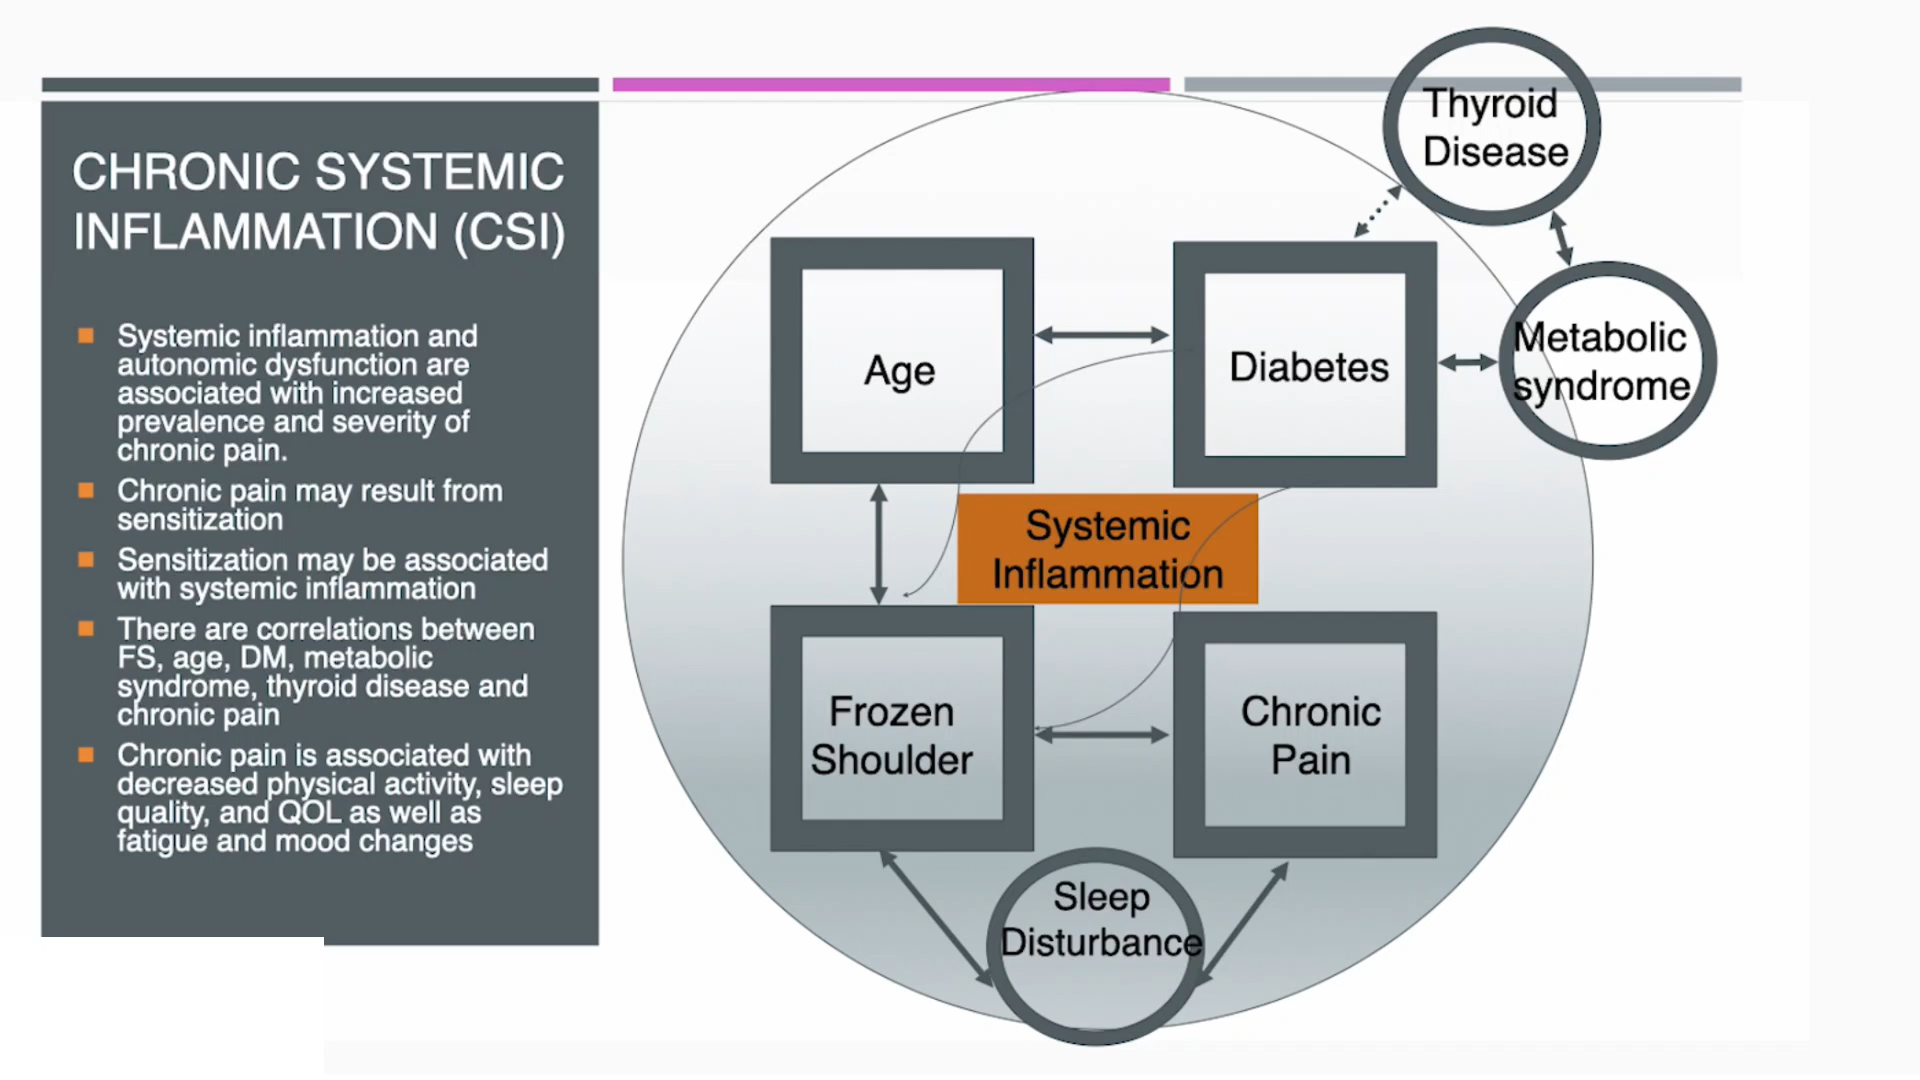 CHRONIC SYSTEMIC
INFLAMMATION (CSI)
Systemic inflammation and
autonomic dysfunction are
associated with increased
prevalence and severity of
chronic pain.
Chronic pain may result from
sensitization
Sensitization may be associated
with systemic inflammation
There are correlations between
FS, age, DM, metabolic
syndrome, thyroid disease and
chronic pain
Chronic pain is associated with
decreased physical activity, sleep
quality, and QOL as well as
fatigue and mood changes
Thyroid
Disease
Age
Diabetes
Metabolic
syndrome
Systemic
Inflammation
Frozen
Shoulder
Chronic
Pain
Sleep
Disturbance